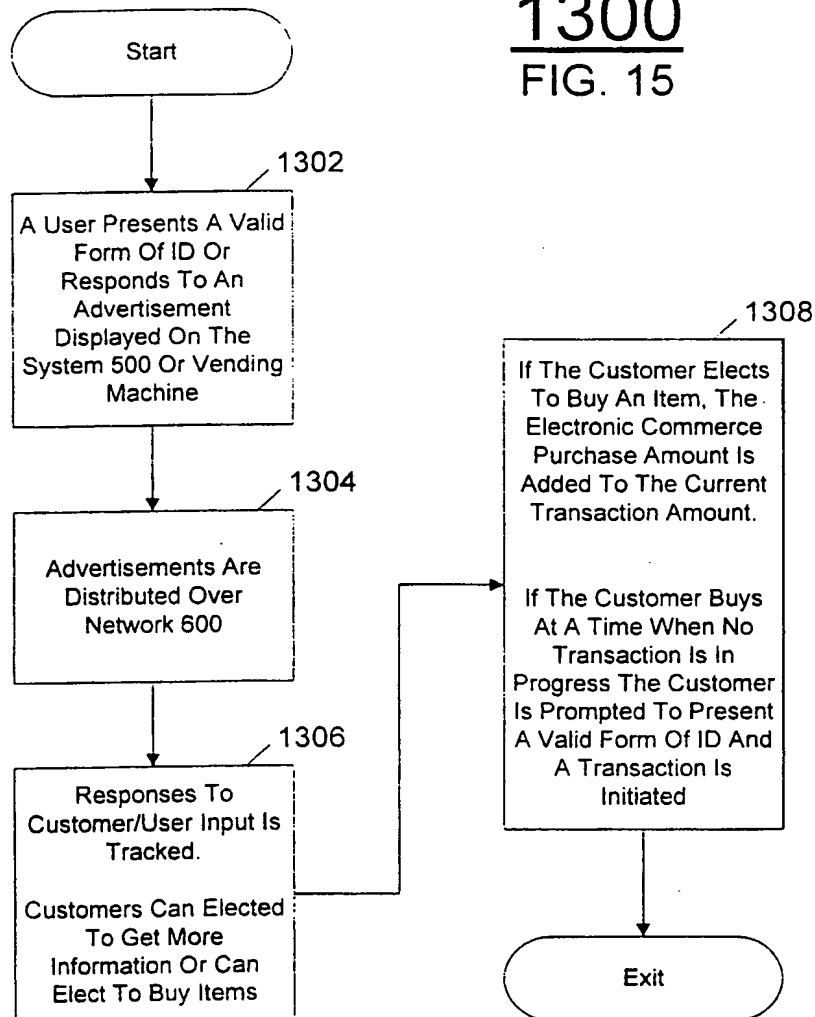 1300
FIG. 15
Start
1302
A User Presents A Valid
Form Of ID Or
Responds To An
Advertisement
Displayed On The
System 500 Or Vending
Machine
1304
Advertisements Are
Distributed Over
Network 600
1306
Responses To
Customer/User Input Is
Tracked.
Customers Can Elected
To Get More
Information Or Can
Elect To Buy Items
1308
If The Customer Elects
To Buy An Item, The
Electronic Commerce
Purchase Amount Is
Added To The Current
Transaction Amount.
If The Customer Buys
At A Time When No
Transaction Is In
Progress The Customer
Is Prompted To Present
A Valid Form Of ID And
A Transaction Is
Initiated
Exit